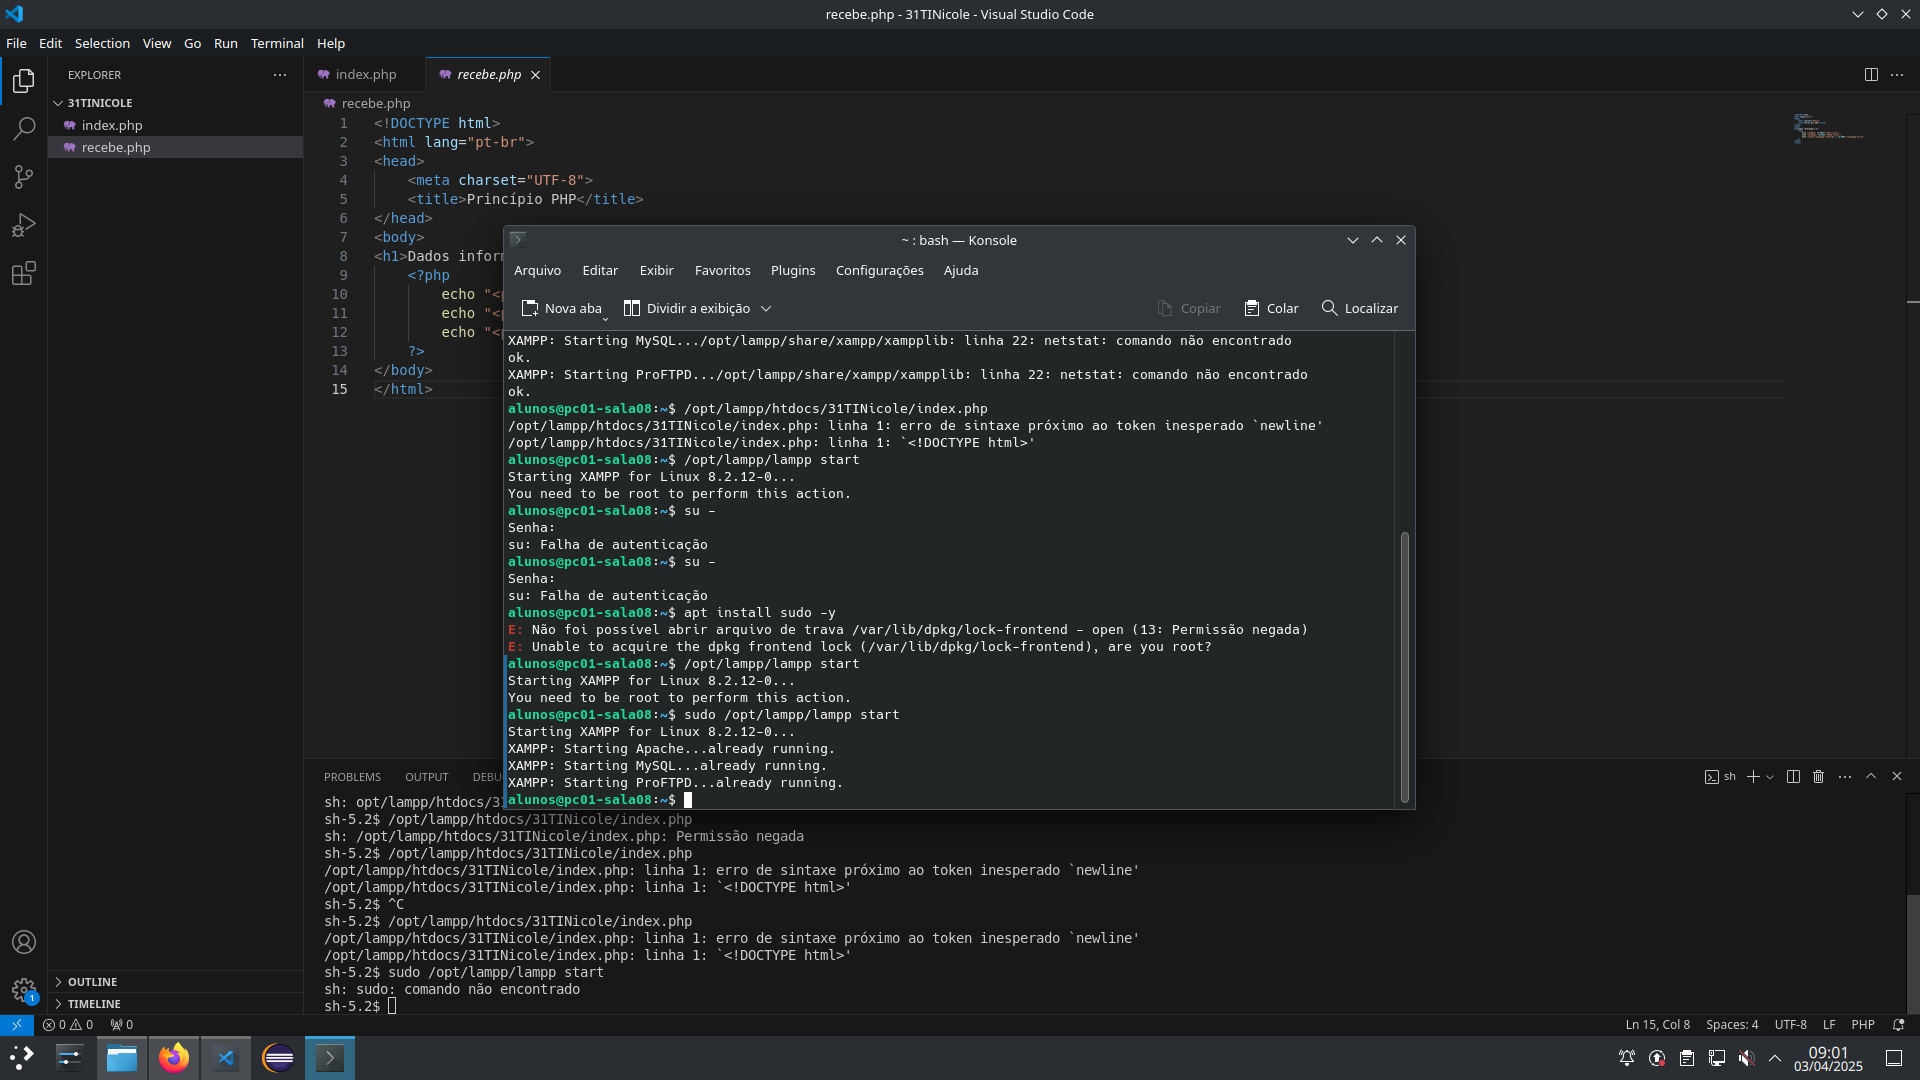 recebe.php - 31TINicole - Visual Studio Code
File Edit Selection View Go Run Terminal Help
EXPLORER
31TINICOLE
index.php
recebe.php
OUTLINE
TIMELINE
index.php recebe.php
recebe.php
1 <!DOCTYPE html>
2 <html lang="pt-br">
3 <head>
4 <meta charset="UTF-8">
5 <title>Princípio PHP</title>
6 </head>
7 <body>
8 <h1>Dados infor
9 <?php
10 echo "<
11 echo "<
12 echo "<
13 ?>
14 </body>
15 </html>
~ : bash — Konsole
Arquivo Editar Exibir Favoritos Plugins Configurações Ajuda
Nova aba Dividir a exibição Copiar Colar Localizar
XAMPP: Starting MySQL.../opt/lampp/share/xampp/xampplib: linha 22: netstat: comando não encontrado
ok.
XAMPP: Starting ProFTPD.../opt/lampp/share/xampp/xampplib: linha 22: netstat: comando não encontrado
ok.
alunos@pc01-sala08:~$ /opt/lampp/htdocs/31TINicole/index.php
/opt/lampp/htdocs/31TINicole/index.php: linha 1: erro de sintaxe próximo ao token inesperado `newline'
/opt/lampp/htdocs/31TINicole/index.php: linha 1: `<!DOCTYPE html>'
alunos@pc01-sala08:~$ /opt/lampp/lampp start
Starting XAMPP for Linux 8.2.12-0...
You need to be root to perform this action.
alunos@pc01-sala08:~$ su -
Senha:
su: Falha de autenticação
alunos@pc01-sala08:~$ su -
Senha:
su: Falha de autenticação
alunos@pc01-sala08:~$ apt install sudo -y
E: Não foi possível abrir arquivo de trava /var/lib/dpkg/lock-frontend - open (13: Permissão negada)
E: Unable to acquire the dpkg frontend lock (/var/lib/dpkg/lock-frontend), are you root?
alunos@pc01-sala08:~$ /opt/lampp/lampp start
Starting XAMPP for Linux 8.2.12-0...
You need to be root to perform this action.
alunos@pc01-sala08:~$ sudo /opt/lampp/lampp start
Starting XAMPP for Linux 8.2.12-0...
XAMPP: Starting Apache...already running.
XAMPP: Starting MySQL...already running.
XAMPP: Starting ProFTPD...already running.
alunos@pc01-sala08:~$
PROBLEMS OUTPUT DEBU sh
sh: opt/lampp/htdocs/3
sh-5.2$ /opt/lampp/htdocs/31TINicole/index.php
sh: /opt/lampp/htdocs/31TINicole/index.php: Permissão negada
sh-5.2$ /opt/lampp/htdocs/31TINicole/index.php
/opt/lampp/htdocs/31TINicole/index.php: linha 1: erro de sintaxe próximo ao token inesperado `newline'
/opt/lampp/htdocs/31TINicole/index.php: linha 1: `<!DOCTYPE html>'
sh-5.2$ ^C
sh-5.2$ /opt/lampp/htdocs/31TINicole/index.php
/opt/lampp/htdocs/31TINicole/index.php: linha 1: erro de sintaxe próximo ao token inesperado `newline'
/opt/lampp/htdocs/31TINicole/index.php: linha 1: `<!DOCTYPE html>'
sh-5.2$ sudo /opt/lampp/lampp start
sh: sudo: comando não encontrado
sh-5.2$
1
0 0 0 Ln 15, Col 8 Spaces: 4 UTF-8 LF PHP
09:01
03/04/2025